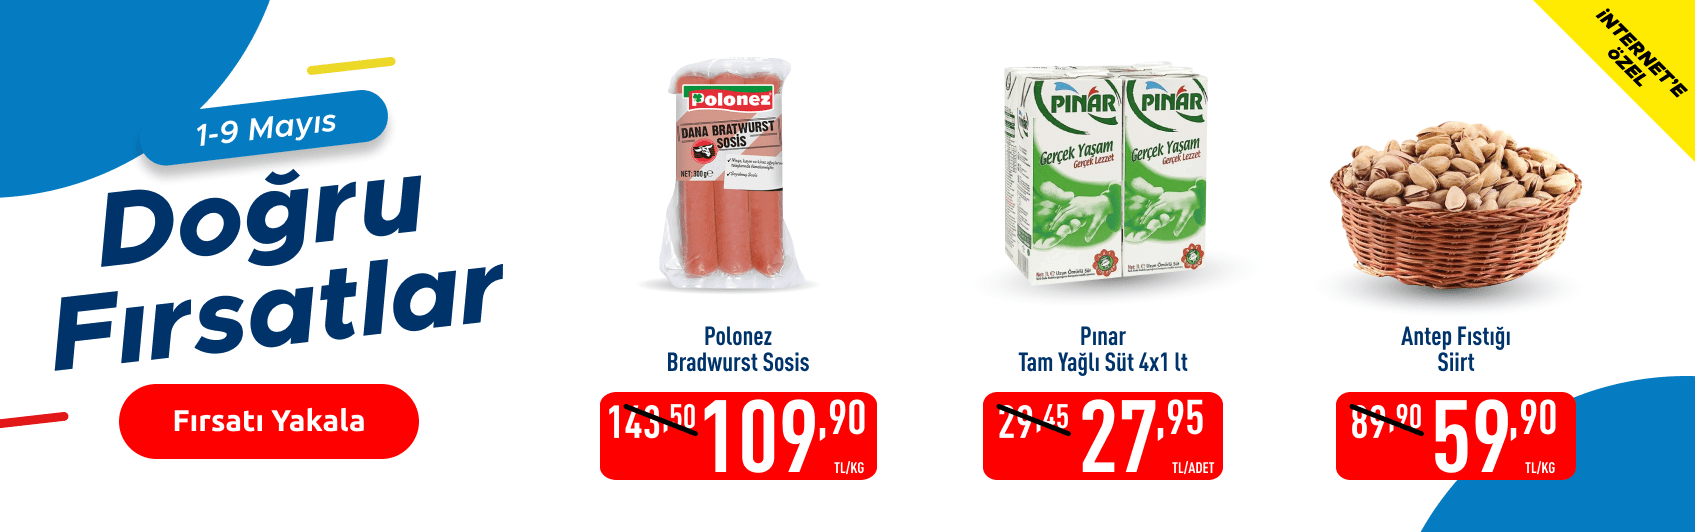 1-9 Mayıs
Doğru
Fırsatlar
Fırsatı Yakala
İNTERNET'E
ÖZEL
Polonez
DANA BRATWURST
SOSİS
NET: 300g℮
Polonez
Bradwurst Sosis
143,50 109,90
TL/KG
PINAR
Gerçek Yaşam
Gerçek Lezzet
PINAR
Gerçek Yaşam
Gerçek Lezzet
Pınar
Tam Yağlı Süt 4x1 lt
29,45 27,95
TL/ADET
Antep Fıstığı
Siirt
89,90 59,90
TL/KG